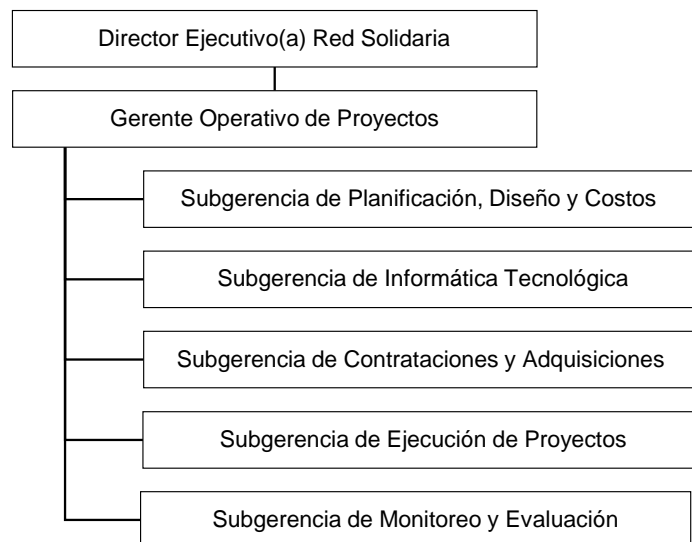 Director Ejecutivo(a) Red Solidaria
Gerente Operativo de Proyectos
Subgerencia de Planificación, Diseño y Costos
Subgerencia de Informática Tecnológica
Subgerencia de Contrataciones y Adquisiciones
Subgerencia de Ejecución de Proyectos
Subgerencia de Monitoreo y Evaluación